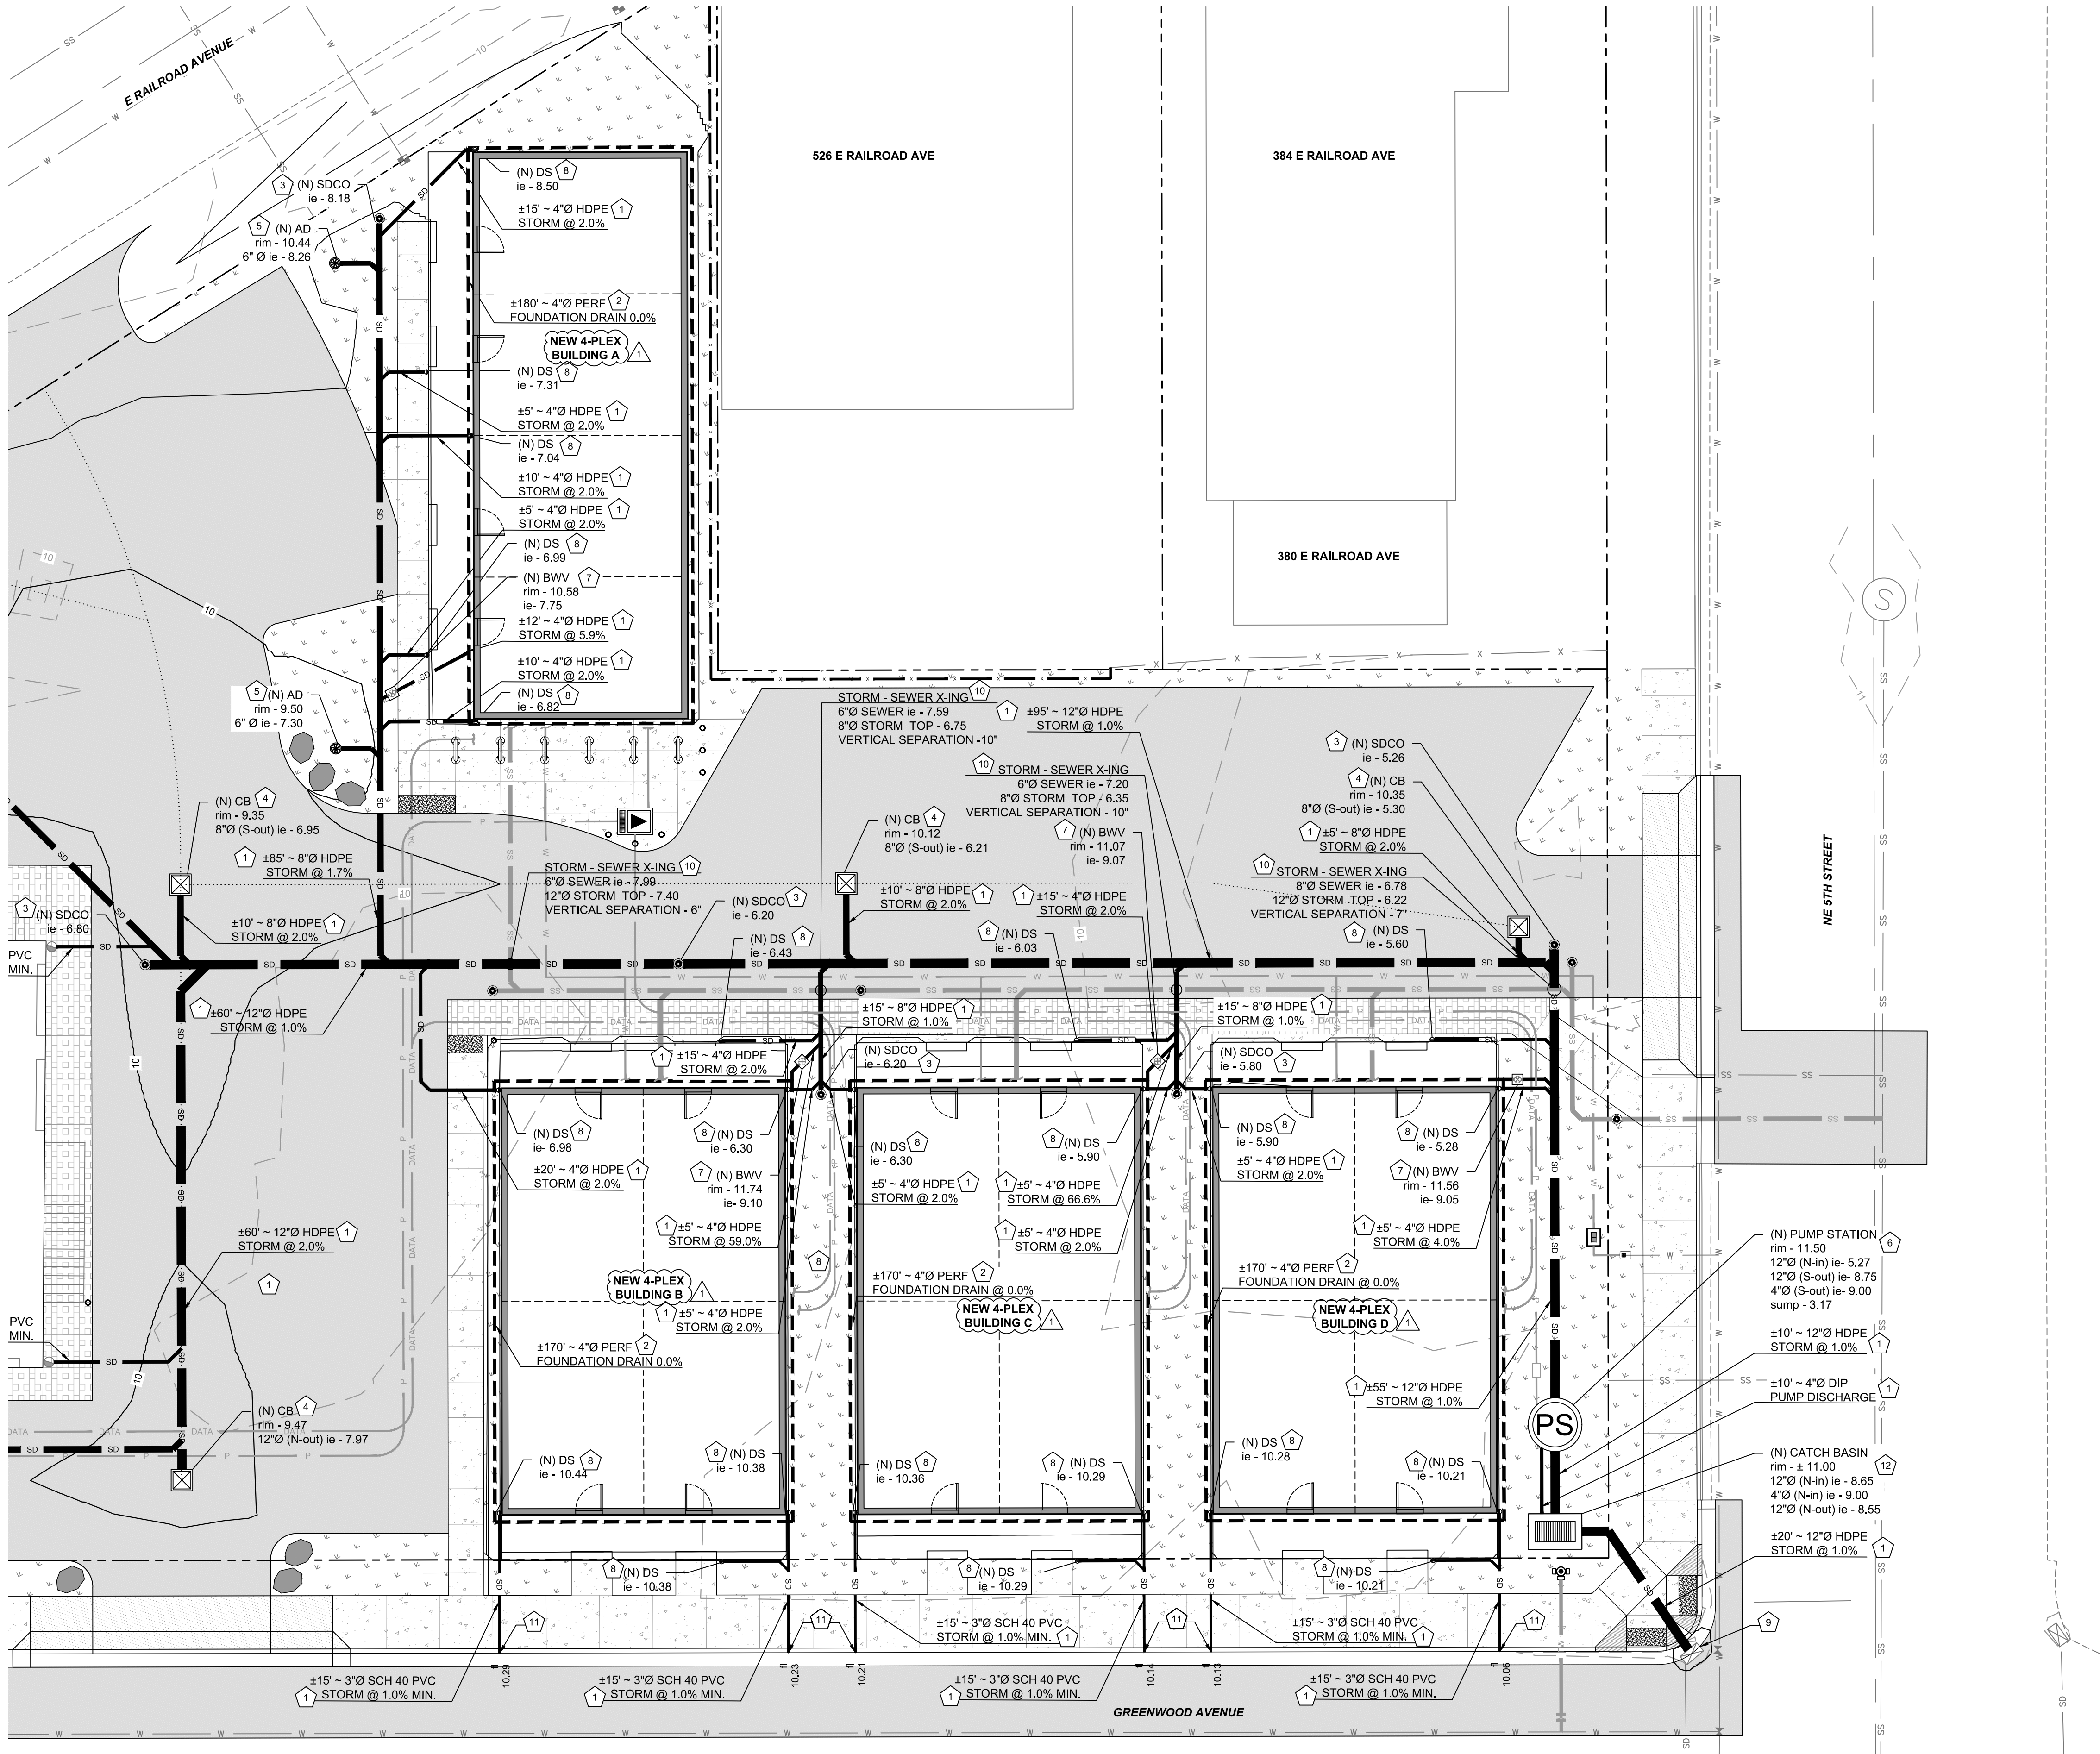 E RAILROAD AVENUE
526 E RAILROAD AVE
384 E RAILROAD AVE
380 E RAILROAD AVE
NE 5TH STREET
GREENWOOD AVENUE
3 (N) SDCO
ie - 8.18
5 (N) AD
rim - 10.44
6" Ø ie - 8.26
(N) DS 8
ie - 8.50
±15' ~ 4"Ø HDPE 1
STORM @ 2.0%
±180' ~ 4"Ø PERF 2
FOUNDATION DRAIN 0.0%
NEW 4-PLEX
BUILDING A 1
(N) DS 8
ie - 7.31
±5' ~ 4"Ø HDPE 1
STORM @ 2.0%
(N) DS 8
ie - 7.04
±10' ~ 4"Ø HDPE 1
STORM @ 2.0%
±5' ~ 4"Ø HDPE 1
STORM @ 2.0%
(N) DS 8
ie - 6.99
(N) BWV 7
rim - 10.58
ie- 7.75
±12' ~ 4"Ø HDPE 1
STORM @ 5.9%
±10' ~ 4"Ø HDPE 1
STORM @ 2.0%
(N) DS 8
ie - 6.82
5 (N) AD
rim - 9.50
6" Ø ie - 7.30
(N) CB 4
rim - 9.35
8"Ø (S-out) ie - 6.95
1 ±85' ~ 8"Ø HDPE
STORM @ 1.7%
3 (N) SDCO
ie - 6.80
±10' ~ 8"Ø HDPE 1
STORM @ 2.0%
PVC
MIN.
1 ±60' ~ 12"Ø HDPE
STORM @ 1.0%
STORM - SEWER X-ING 10
6"Ø SEWER ie - 7.99
12"Ø STORM TOP - 7.40
VERTICAL SEPARATION - 6"
STORM - SEWER X-ING 10
6"Ø SEWER ie - 7.59
8"Ø STORM TOP - 6.75
VERTICAL SEPARATION -10"
1 ±95' ~ 12"Ø HDPE
STORM @ 1.0%
10 STORM - SEWER X-ING
6"Ø SEWER ie - 7.20
8"Ø STORM TOP - 6.35
VERTICAL SEPARATION - 10"
(N) CB 4
rim - 10.12
8"Ø (S-out) ie - 6.21
7 (N) BWV
rim - 11.07
ie- 9.07
3 (N) SDCO
ie - 5.26
4 (N) CB
rim - 10.35
8"Ø (S-out) ie - 5.30
1 ±5' ~ 8"Ø HDPE
STORM @ 2.0%
10 STORM - SEWER X-ING
8"Ø SEWER ie - 6.78
12"Ø STORM TOP - 6.22
VERTICAL SEPARATION - 7"
(N) SDCO 3
ie - 6.20
±10' ~ 8"Ø HDPE 1
STORM @ 2.0%
1 ±15' ~ 4"Ø HDPE
STORM @ 2.0%
(N) DS 8
ie - 6.43
8 (N) DS
ie - 6.03
8 (N) DS
ie - 5.60
±15' ~ 8"Ø HDPE 1
STORM @ 1.0%
±15' ~ 8"Ø HDPE 1
STORM @ 1.0%
1 ±15' ~ 4"Ø HDPE
STORM @ 2.0%
(N) SDCO
ie - 6.20 3
(N) SDCO
ie - 5.80 3
(N) DS 8
ie- 6.98
±20' ~ 4"Ø HDPE 1
STORM @ 2.0%
8 (N) DS
ie - 6.30
7 (N) BWV
rim - 11.74
ie- 9.10
1 ±5' ~ 4"Ø HDPE
STORM @ 59.0%
NEW 4-PLEX
BUILDING B 1
1 ±5' ~ 4"Ø HDPE
STORM @ 2.0%
±170' ~ 4"Ø PERF 2
FOUNDATION DRAIN 0.0%
(N) DS 8
ie - 6.30
±5' ~ 4"Ø HDPE 1
STORM @ 2.0%
8 (N) DS
ie - 5.90
1 ±5' ~ 4"Ø HDPE
STORM @ 66.6%
1 ±5' ~ 4"Ø HDPE
STORM @ 2.0%
8
±170' ~ 4"Ø PERF 2
FOUNDATION DRAIN @ 0.0%
NEW 4-PLEX
BUILDING C 1
(N) DS 8
ie - 5.90
±5' ~ 4"Ø HDPE 1
STORM @ 2.0%
8 (N) DS
ie - 5.28
7 (N) BWV
rim - 11.56
ie- 9.05
1 ±5' ~ 4"Ø HDPE
STORM @ 4.0%
±170' ~ 4"Ø PERF 2
FOUNDATION DRAIN @ 0.0%
NEW 4-PLEX
BUILDING D 1
1 ±55' ~ 12"Ø HDPE
STORM @ 1.0%
PS
(N) PUMP STATION 6
rim - 11.50
12"Ø (N-in) ie- 5.27
12"Ø (S-out) ie- 8.75
4"Ø (S-out) ie- 9.00
sump - 3.17
±10' ~ 12"Ø HDPE
STORM @ 1.0% 1
±10' ~ 4"Ø DIP
PUMP DISCHARGE 1
(N) CATCH BASIN
rim - ± 11.00 12
12"Ø (N-in) ie - 8.65
4"Ø (N-in) ie - 9.00
12"Ø (N-out) ie - 8.55
±20' ~ 12"Ø HDPE
STORM @ 1.0% 1
9
±60' ~ 12"Ø HDPE 1
STORM @ 2.0%
1
PVC
MIN.
(N) CB 4
rim - 9.47
12"Ø (N-out) ie - 7.97
(N) DS 8
ie - 10.44
8 (N) DS
ie - 10.38
(N) DS 8
ie - 10.36
8 (N) DS
ie - 10.29
(N) DS 8
ie - 10.28
8 (N) DS
ie - 10.21
8 (N) DS
ie - 10.38
8 (N) DS
ie - 10.29
8 (N) DS
ie - 10.21
11
11
11
11
±15' ~ 3"Ø SCH 40 PVC
STORM @ 1.0% MIN. 1
±15' ~ 3"Ø SCH 40 PVC
STORM @ 1.0% MIN. 1
fl 10.29
fl 10.23
fl 10.21
fl 10.14
fl 10.13
fl 10.06
±15' ~ 3"Ø SCH 40 PVC
1 STORM @ 1.0% MIN.
±15' ~ 3"Ø SCH 40 PVC
1 STORM @ 1.0% MIN.
±15' ~ 3"Ø SCH 40 PVC
1 STORM @ 1.0% MIN.
±15' ~ 3"Ø SCH 40 PVC
1 STORM @ 1.0% MIN.